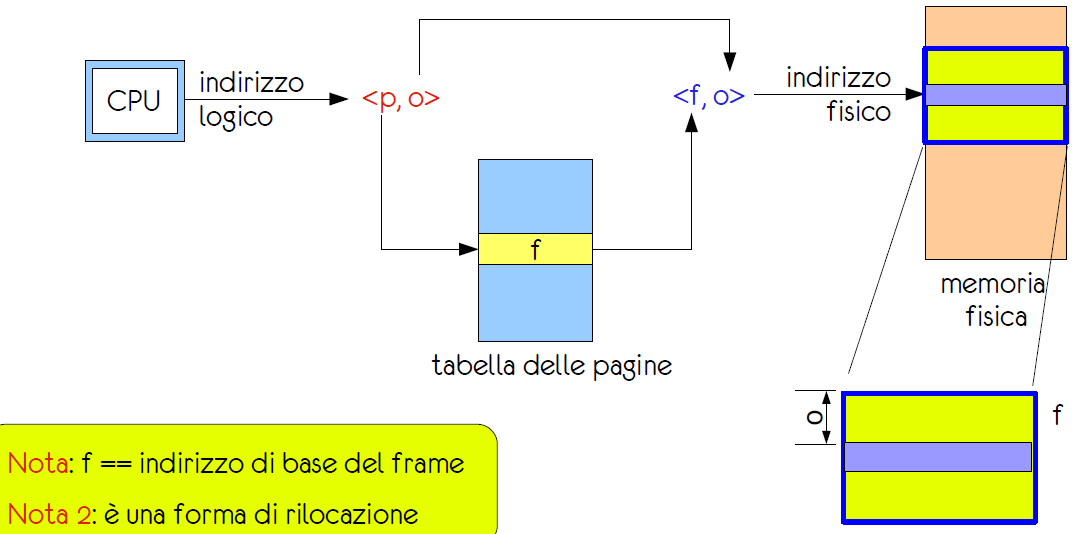 CPU
indirizzo
logico
<p, o>
<f, o>
indirizzo
fisico
f
tabella delle pagine
memoria
fisica
o
f
Nota: f == indirizzo di base del frame
Nota 2: è una forma di rilocazione